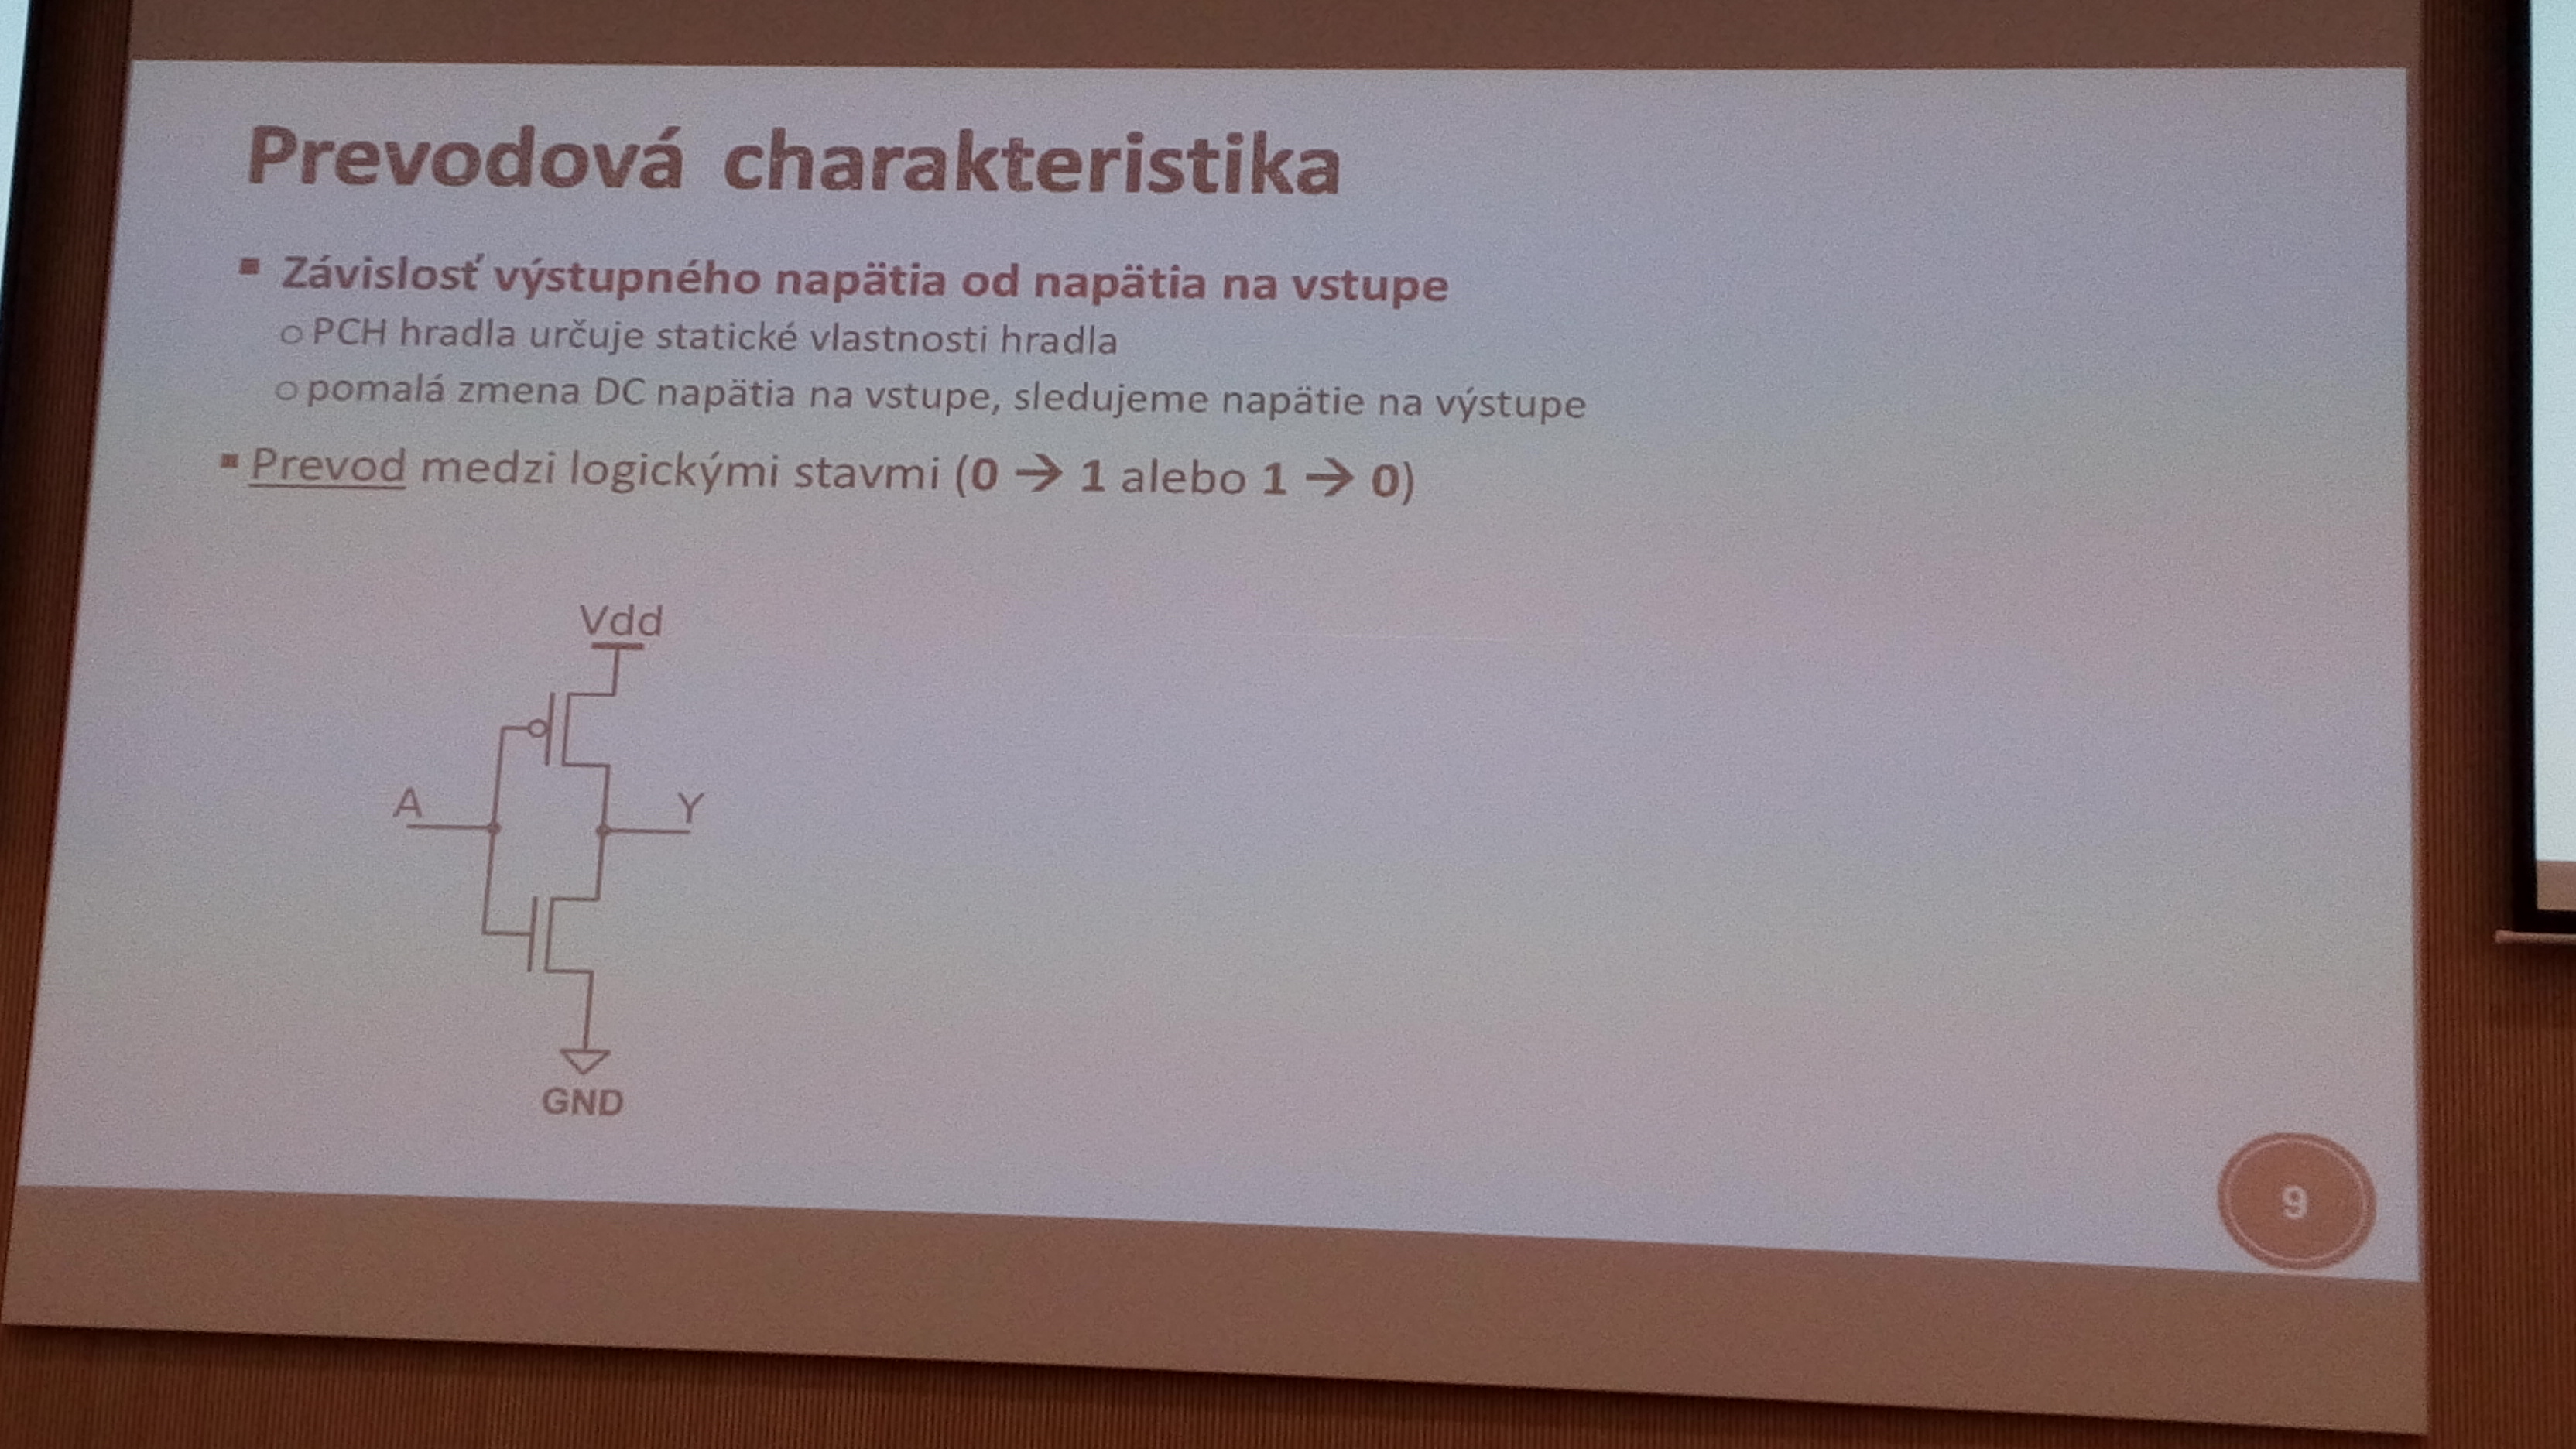 Prevodová charakteristika
▪ Závislosť výstupného napätia od napätia na vstupe
○ PCH hradla určuje statické vlastnosti hradla
○ pomalá zmena DC napätia na vstupe, sledujeme napätie na výstupe
▪ Prevod medzi logickými stavmi (0 → 1 alebo 1 → 0)
Vdd
A
Y
GND
9